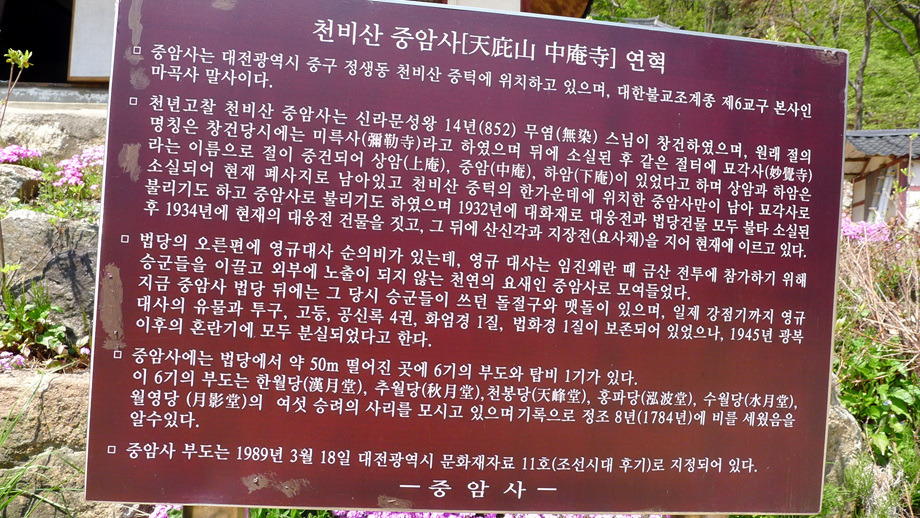 천비산 중암사[天庇山 中庵寺] 연혁
▫ 중암사는 대전광역시 중구 정생동 천비산 중턱에 위치하고 있으며, 대한불교조계종 제6교구 본사인
마곡사 말사이다.
▫ 천년고찰 천비산 중암사는 신라문성왕 14년(852) 무염(無染) 스님이 창건하였으며, 원래 절의
명칭은 창건당시에는 미륵사(彌勒寺)라고 하였으며 뒤에 소실된 후 같은 절터에 묘각사(妙覺寺)
라는 이름으로 절이 중건되어 상암(上庵), 중암(中庵), 하암(下庵)이 있었다고 하며 상암과 하암은
소실되어 현재 폐사지로 남아있고 천비산 중턱의 한가운데에 위치한 중암사만이 남아 묘각사로
불리기도 하고 중암사로 불리기도 하였으며 1932년에 대화재로 대웅전과 법당건물 모두 불타 소실된
후 1934년에 현재의 대웅전 건물을 짓고, 그 뒤에 산신각과 지장전(요사채)을 지어 현재에 이르고 있다.
▫ 법당의 오른편에 영규대사 순의비가 있는데, 영규 대사는 임진왜란 때 금산 전투에 참가하기 위해
승군들을 이끌고 외부에 노출이 되지 않는 천연의 요새인 중암사로 모여들었다.
지금 중암사 법당 뒤에는 그 당시 승군들이 쓰던 돌절구와 맷돌이 있으며, 일제 강점기까지 영규
대사의 유물과 투구, 고동, 공신록 4권, 화엄경 1질, 법화경 1질이 보존되어 있었으나, 1945년 광복
이후의 혼란기에 모두 분실되었다고 한다.
▫ 중암사에는 법당에서 약 50m 떨어진 곳에 6기의 부도와 탑비 1기가 있다.
이 6기의 부도는 한월당(漢月堂), 추월당(秋月堂),천봉당(天峰堂), 홍파당(泓波堂), 수월당(水月堂),
월영당(月影堂)의 여섯 승려의 사리를 모시고 있으며기록으로 정조 8년(1784년)에 비를 세웠음을
알수있다.
▫ 중암사 부도는 1989년 3월 18일 대전광역시 문화재자료 11호(조선시대 후기)로 지정되어 있다.
─ 중 암 사 ─